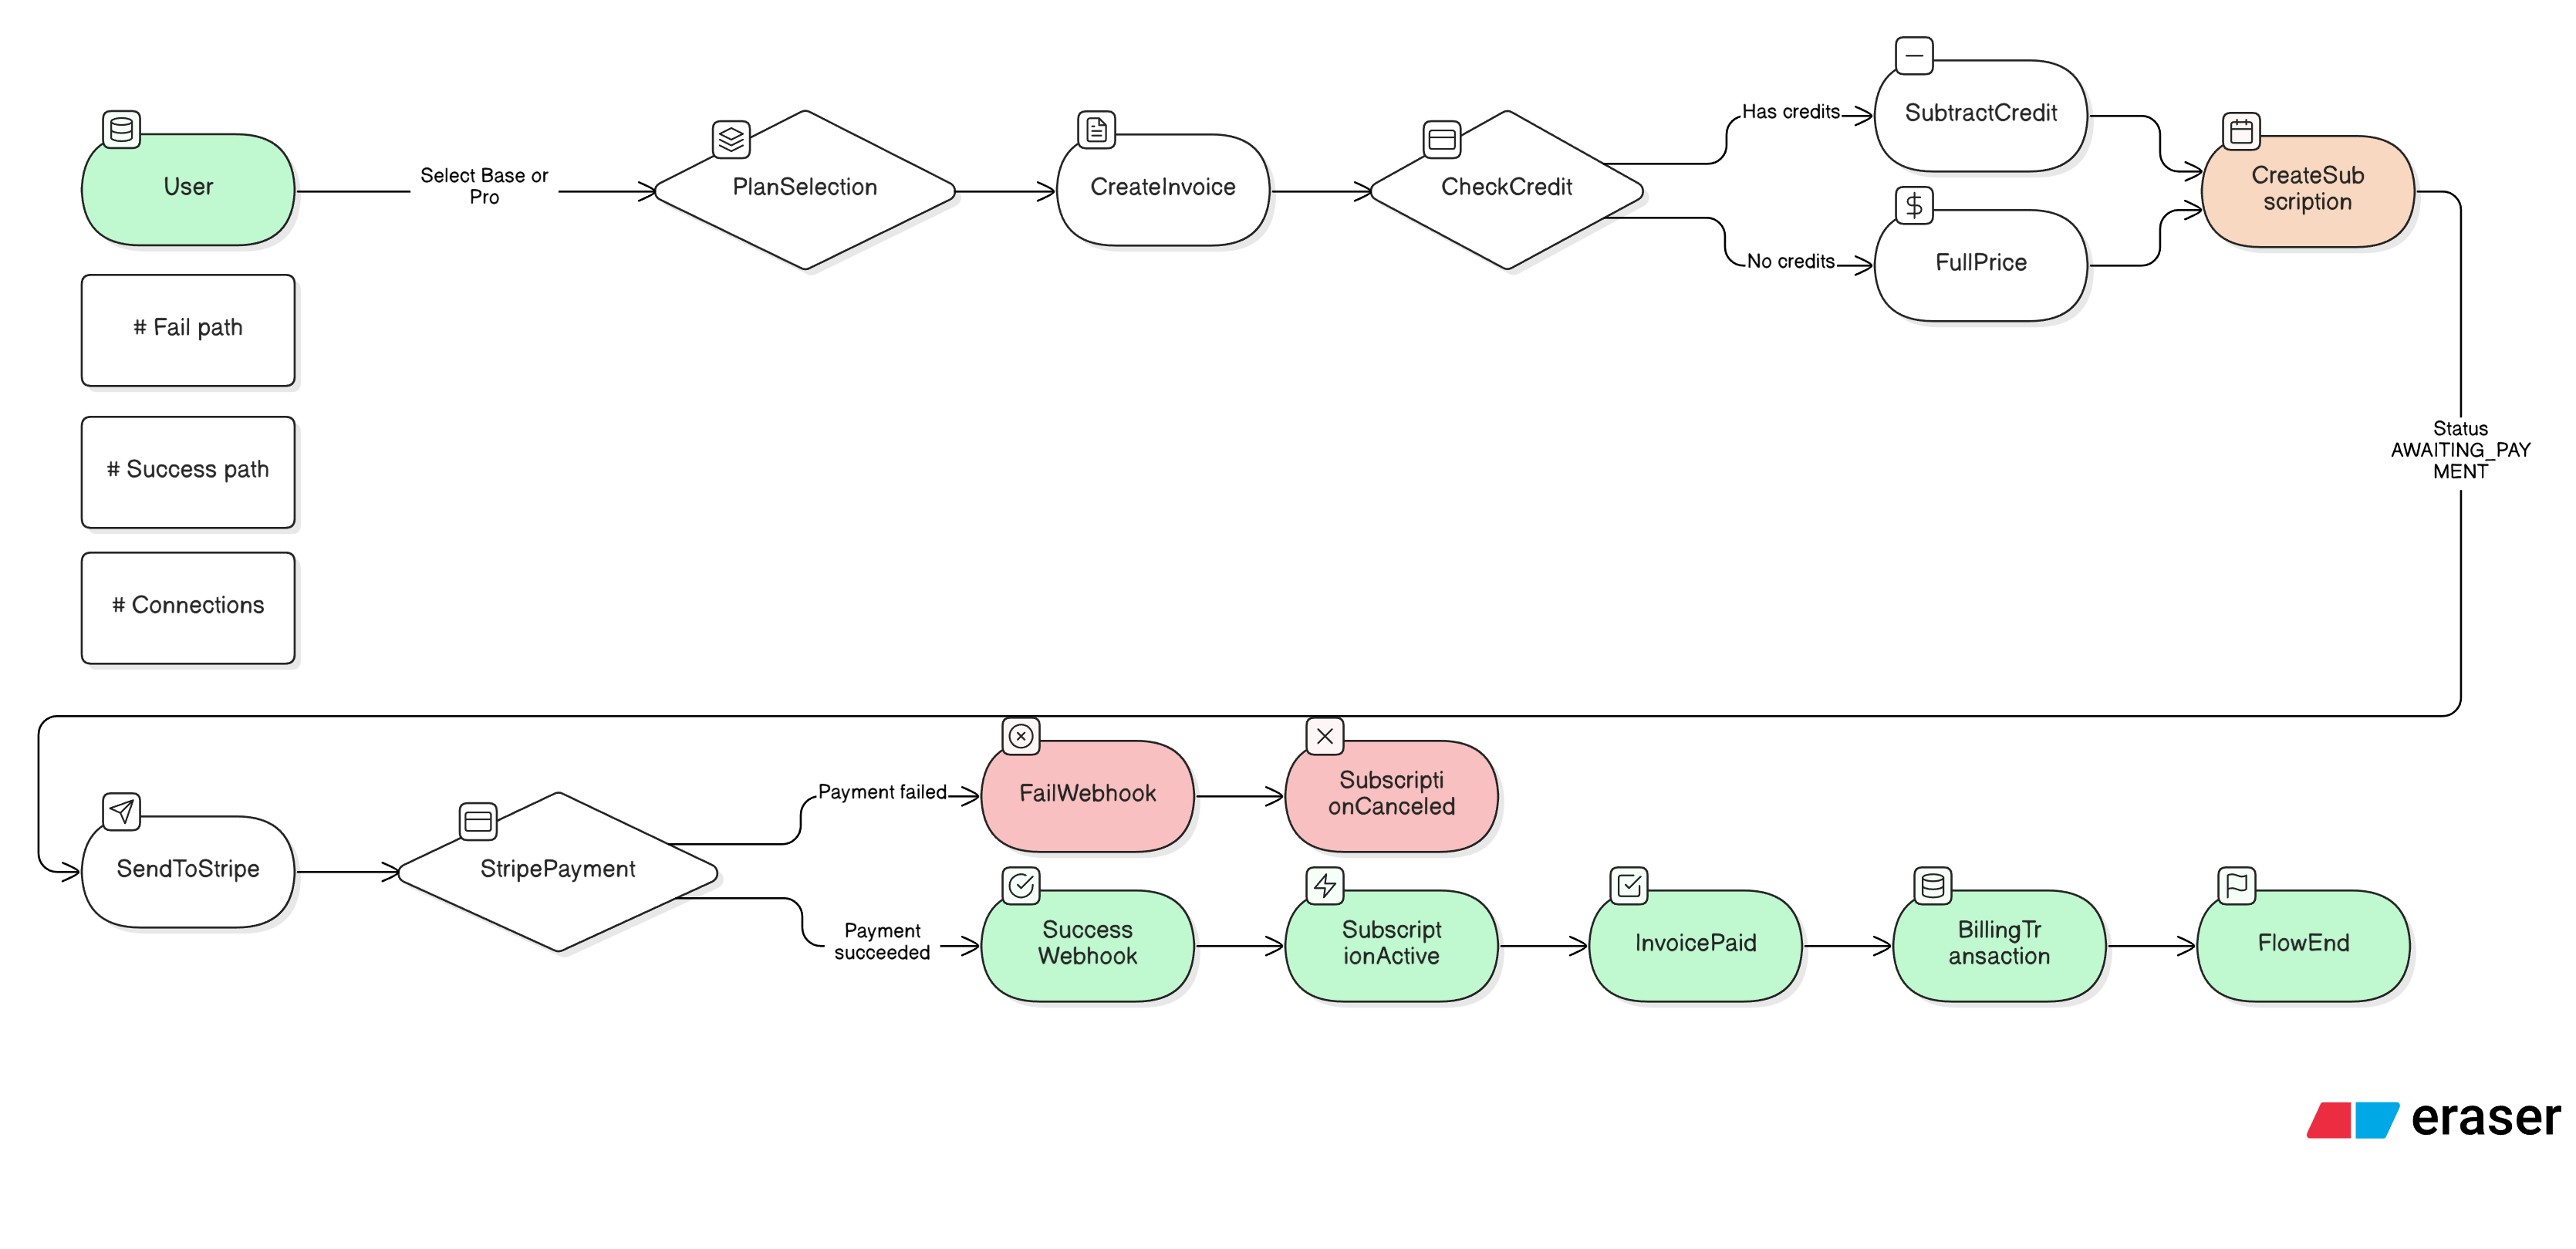 User
Select Base or
Pro
PlanSelection
CreateInvoice
CheckCredit
Has credits
No credits
SubtractCredit
FullPrice
CreateSub
scription
# Fail path
# Success path
# Connections
Status
AWAITING_PAY
MENT
SendToStripe
StripePayment
Payment failed
FailWebhook
Subscripti
onCanceled
Payment
succeeded
Success
Webhook
Subscript
ionActive
InvoicePaid
BillingTr
ansaction
FlowEnd
eraser